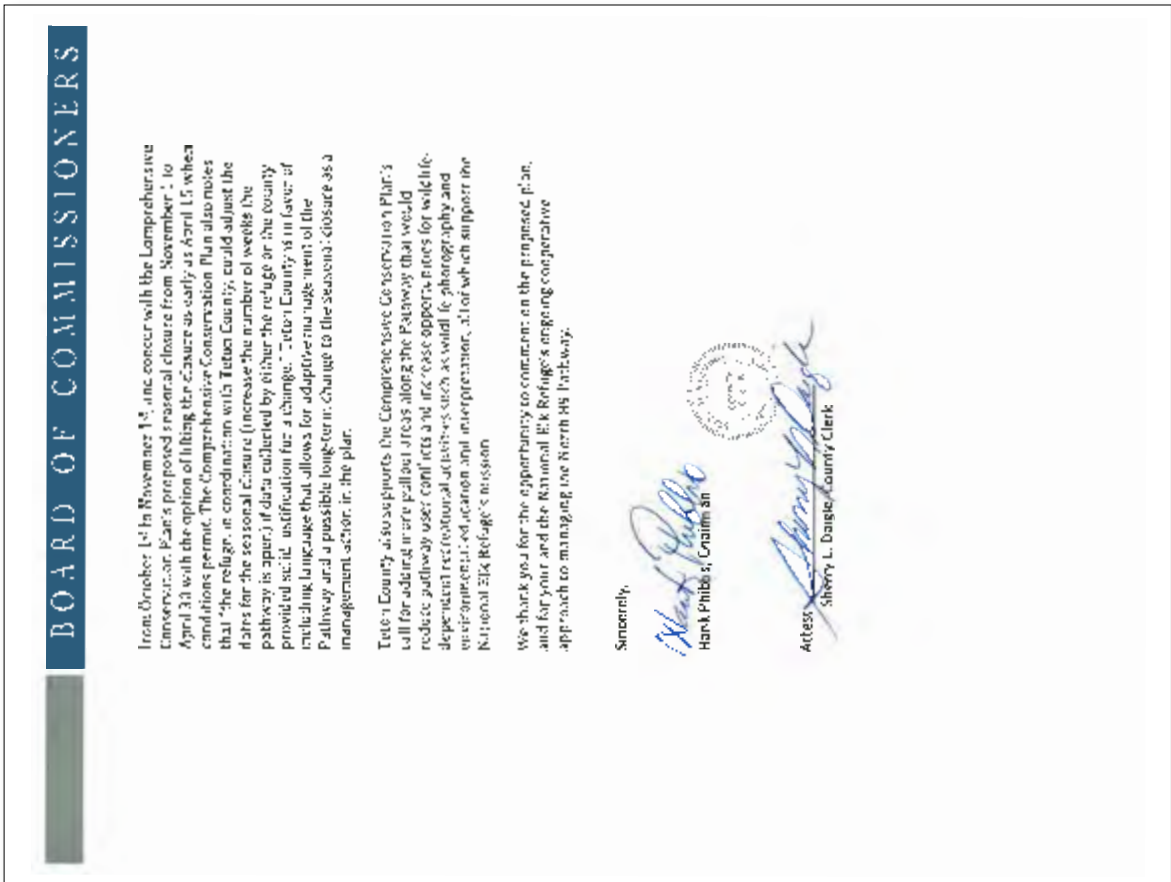 BOARD OF COMMISSIONERS
from October 1st to November 1st, and concur with the Comprehensive
Conservation Plan's proposed seasonal closure from November 1 to
April 30 with the option of lifting the closure as early as April 15 when
conditions permit. The Comprehensive Conservation Plan also notes
that "the refuge, in coordination with Teton County, could adjust the
dates for the seasonal closure (increase the number of weeks the
pathway is open) if data collected by either the refuge or the county
provided solid justification for a change." Teton County is in favor of
including language that allows for adaptive management of the
Pathway and a possible long-term change to the seasonal closure as a
management action in the plan.
Teton County also supports the Comprehensive Conservation Plan's
call for adding more pullout areas along the Pathway that would
reduce pathway user conflicts and increase opportunities for wildlife-
dependent recreational activities such as wildlife photography and
environmental education and interpretation, all of which support the
National Elk Refuge's mission
We thank you for the opportunity to comment on the proposed plan,
and for your and the National Elk Refuge's ongoing cooperative
approach to managing the North 89 Pathway.
Sincerely,
Hank Phibbs, Chairman
Attest
Sherry L. Daigle, County Clerk